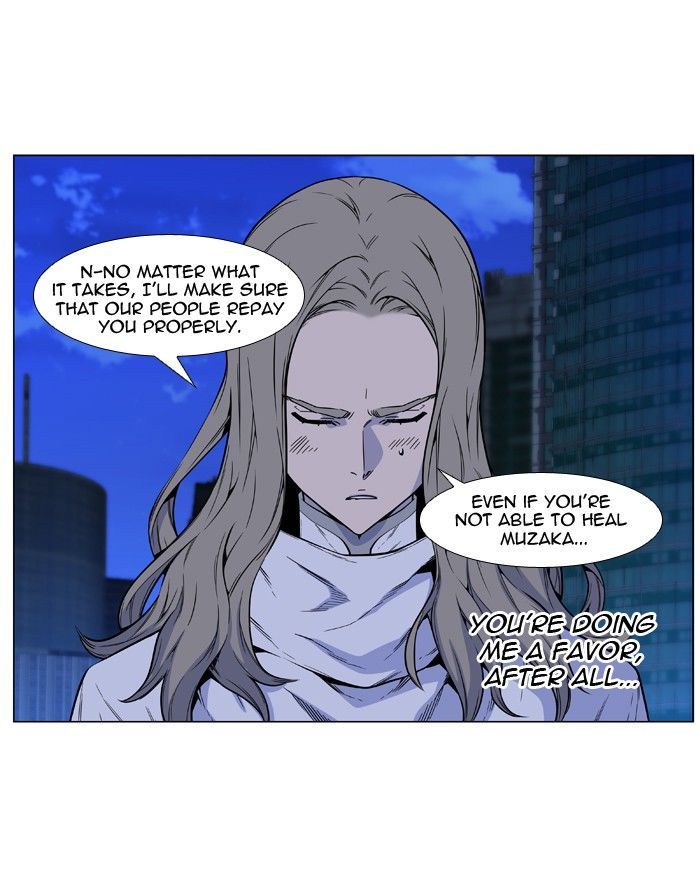 N-NO MATTER WHAT
IT TAKES, I'LL MAKE SURE
THAT OUR PEOPLE REPAY
YOU PROPERLY.
EVEN IF YOU'RE
NOT ABLE TO HEAL
MUZAKA...
YOU'RE DOING
ME A FAVOR,
AFTER ALL...